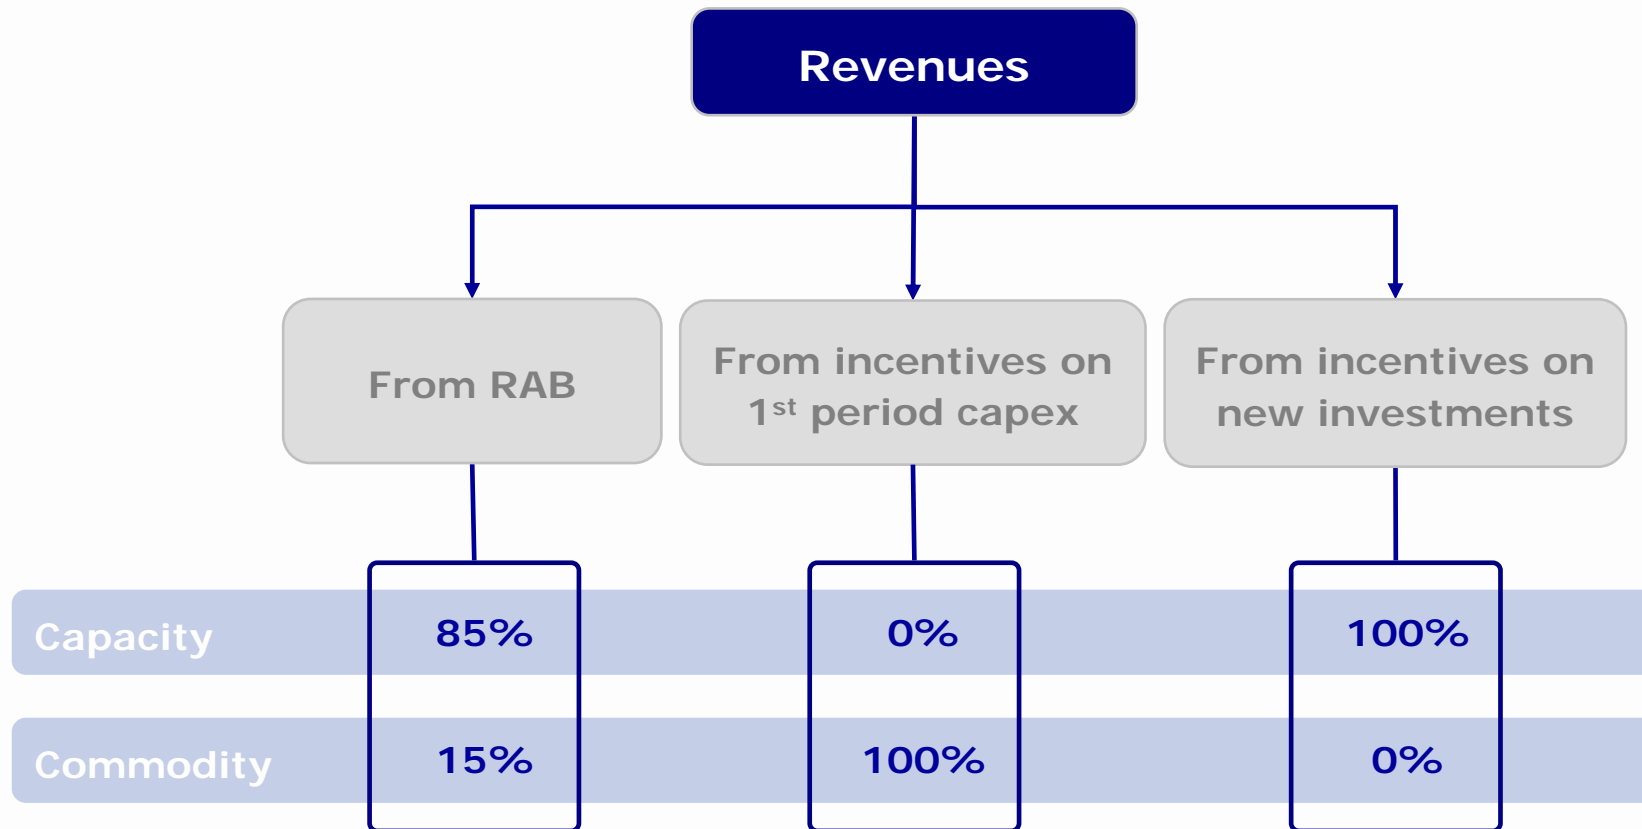 Revenues
From RAB
From incentives on
1st period capex
From incentives on
new investments
Capacity 85% 0% 100%
Commodity 15% 100% 0%